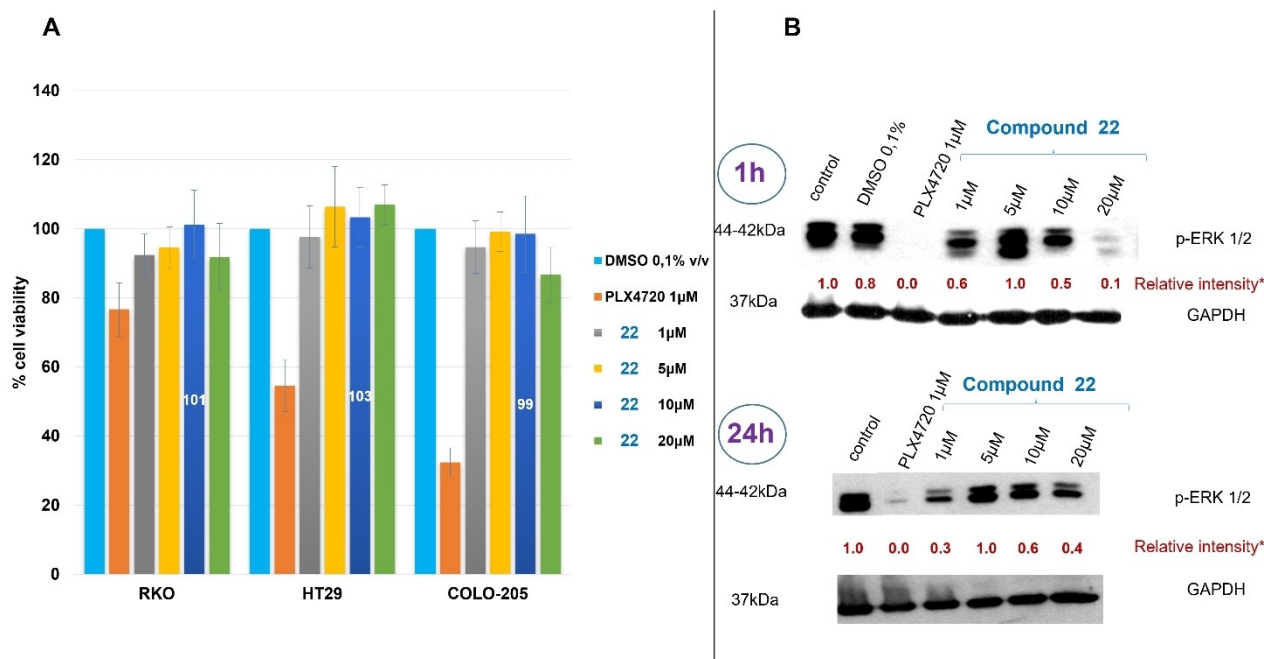 A
140
120
100
80
60
40
20
0
% cell viability
101
103
99
RKO
HT29
COLO-205
DMSO 0,1% v/v
PLX4720 1µM
22 1µM
22 5µM
22 10µM
22 20µM
B
1h
control
DMSO 0,1%
PLX4720 1µM
Compound 22
1µM
5µM
10µM
20µM
44-42kDa
p-ERK 1/2
1.0 0.8 0.0 0.6 1.0 0.5 0.1 Relative intensity*
37kDa
GAPDH
24h
control
PLX4720 1µM
Compound 22
1µM
5µM
10µM
20µM
44-42kDa
p-ERK 1/2
1.0 0.0 0.3 1.0 0.6 0.4 Relative intensity*
37kDa
GAPDH